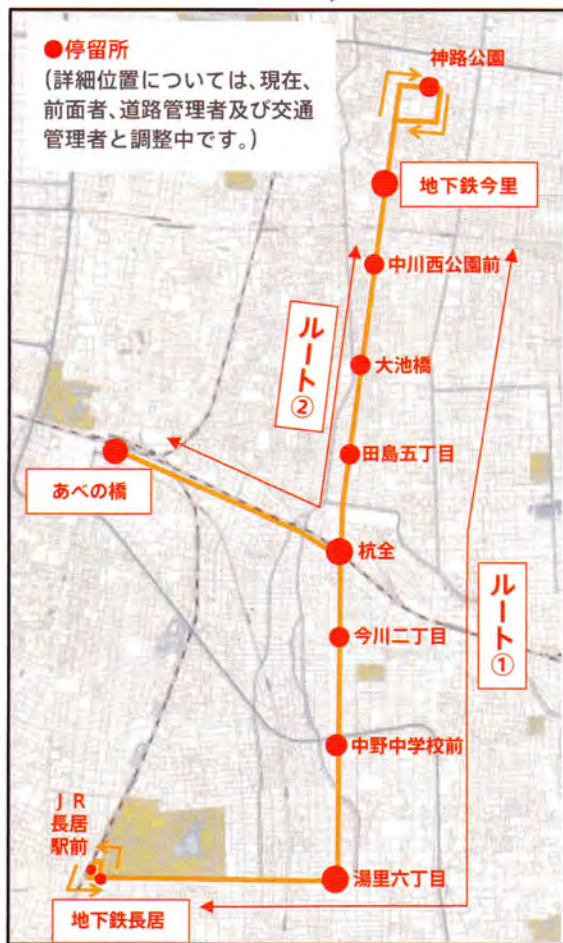 ●停留所
(詳細位置については、現在、
前面者、道路管理者及び交通
管理者と調整中です。)
神路公園
地下鉄今里
中川西公園前
ルート②
大池橋
田島五丁目
あべの橋
杭全
ルート①
今川二丁目
中野中学校前
JR
長居
駅前
湯里六丁目
地下鉄長居